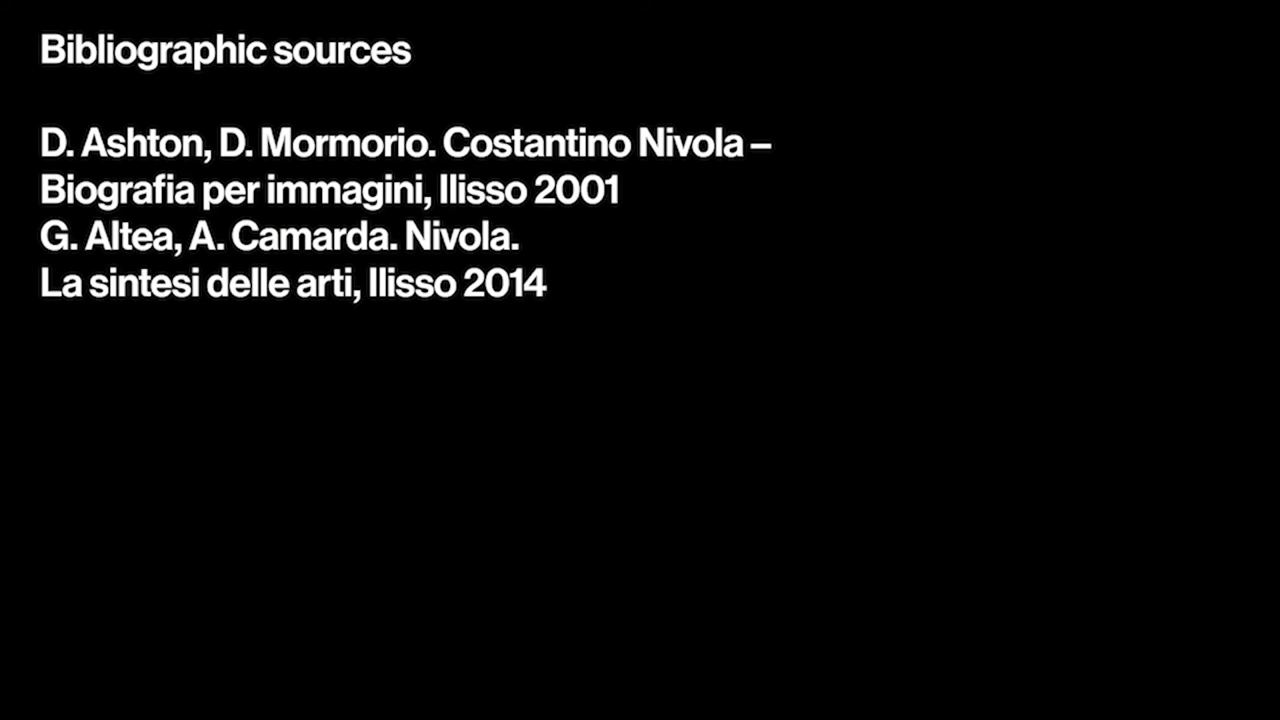 Bibliographic sources
D. Ashton, D. Mormorio. Costantino Nivola –
Biografia per immagini, Ilisso 2001
G. Altea, A. Camarda. Nivola.
La sintesi delle arti, Ilisso 2014